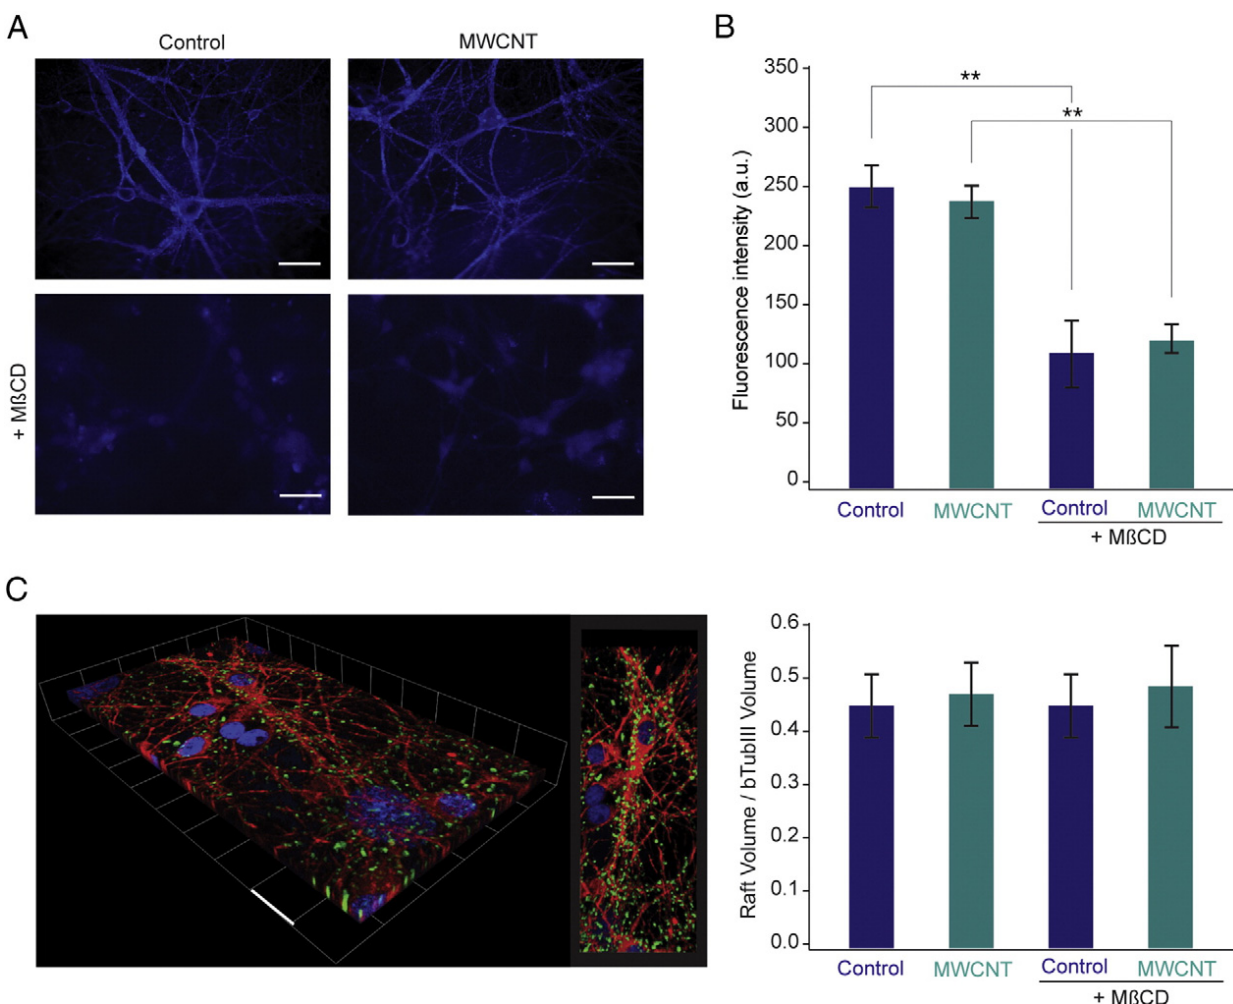 A
Control
MWCNT
+ MßCD
B
Fluorescence intensity (a.u.)
350
300
250
200
150
100
50
0
**
**
Control
MWCNT
Control
MWCNT
+ MßCD
C
Raft Volume / bTubIII Volume
0.6
0.5
0.4
0.3
0.2
0.1
0.0
Control
MWCNT
Control
MWCNT
+ MßCD